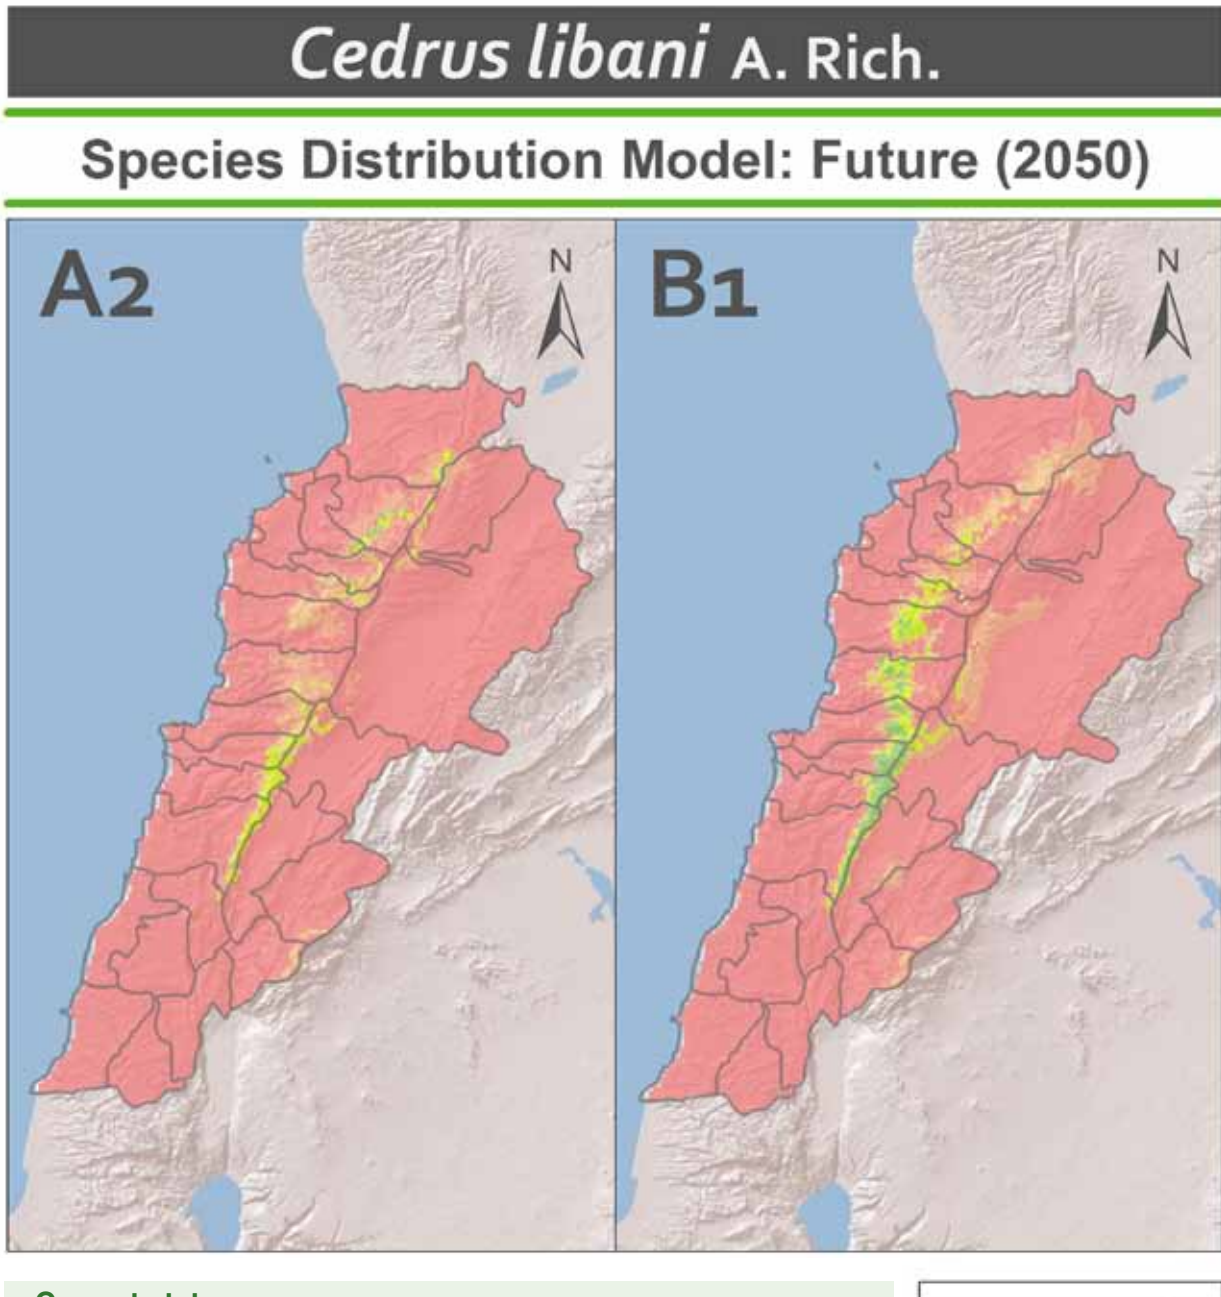 Cedrus libani A. Rich.
Species Distribution Model: Future (2050)
A2
N
B1
N